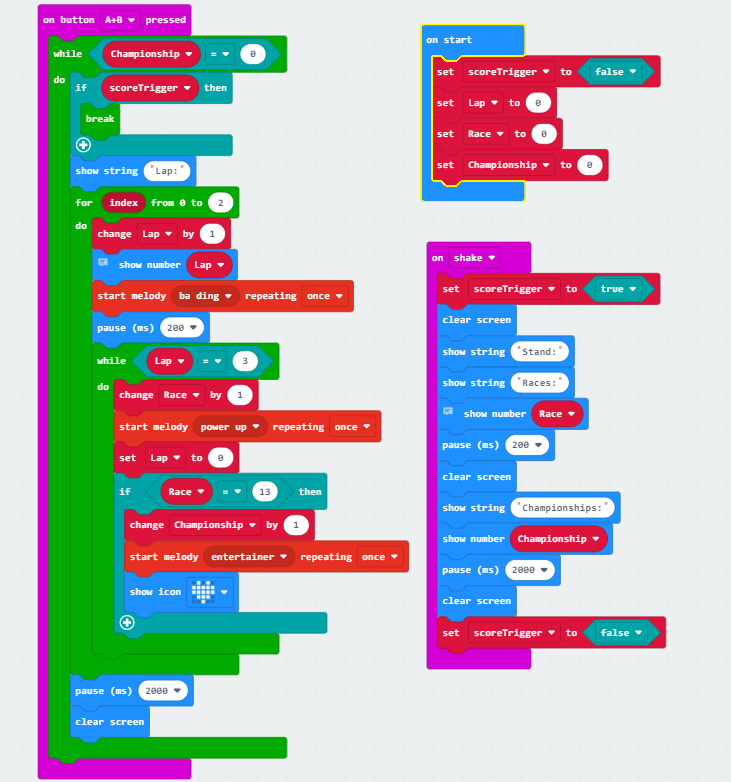 on button A+B pressed
while Championship = 0
do
if scoreTrigger then
break
show string "Lap:"
for index from 0 to 2
do
change Lap by 1
show number Lap
start melody ba ding repeating once
pause (ms) 200
while Lap = 3
do
change Race by 1
start melody power up repeating once
set Lap to 0
if Race = 13 then
change Championship by 1
start melody entertainer repeating once
show icon
pause (ms) 2000
clear screen
on start
set scoreTrigger to false
set Lap to 0
set Race to 0
set Championship to 0
on shake
set scoreTrigger to true
clear screen
show string "Stand:"
show string "Races:"
show number Race
pause (ms) 200
clear screen
show string "Championships:"
show number Championship
pause (ms) 2000
clear screen
set scoreTrigger to false